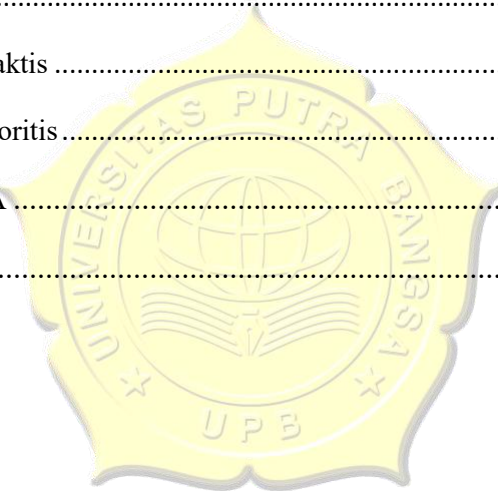 ................................................................
aktis ................................................................
oritis ................................................................
A ................................................................
................................................................
UNIVERSITAS PUTRA BANGSA
UPB